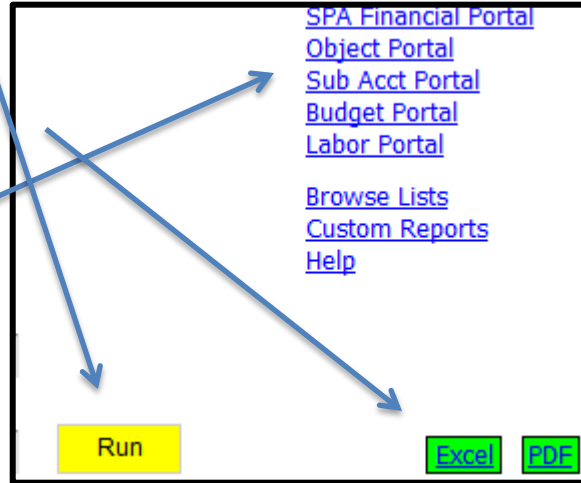 SPA Financial Portal
Object Portal
Sub Acct Portal
Budget Portal
Labor Portal
Browse Lists
Custom Reports
Help
Run Excel PDF